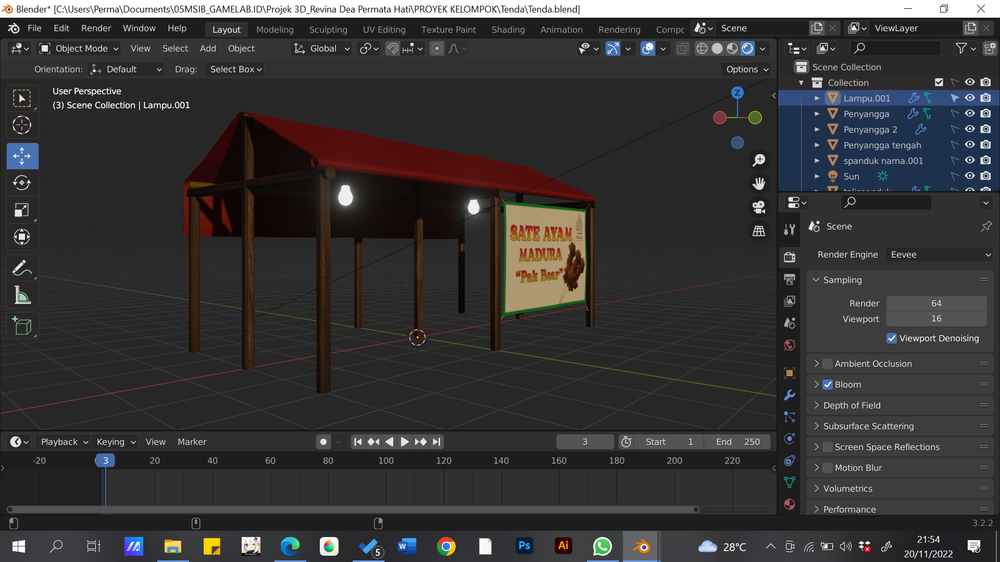 Blender* [C:\Users\Perma\Documents\05MSIB_GAMELAB.ID\Projek 3D_Revina Dea Permata Hati\PROYEK KELOMPOK\Tenda\Tenda.blend]
File Edit Render Window Help Layout Modeling Sculpting UV Editing Texture Paint Shading Animation Rendering Compc Scene ViewLayer
Object Mode View Select Add Object Global
Orientation: Default Drag: Select Box Options
User Perspective
(3) Scene Collection | Lampu.001
Z
SATE AYAM
MADURA
"Pak Bear"
HALAL
Scene Collection
Collection
Lampu.001
Penyangga
Penyangga 2
Penyangga tengah
spanduk nama.001
Sun
Scene
Render Engine Eevee
Sampling
Render 64
Viewport 16
Viewport Denoising
Ambient Occlusion
Bloom
Depth of Field
Subsurface Scattering
Screen Space Reflections
Motion Blur
Volumetrics
Performance
Playback Keying View Marker 3 Start 1 End 250
-20 3 20 40 60 80 100 120 140 160 180 200 220
3.2.2
5 W Ps Ai 28°C 21:54
20/11/2022